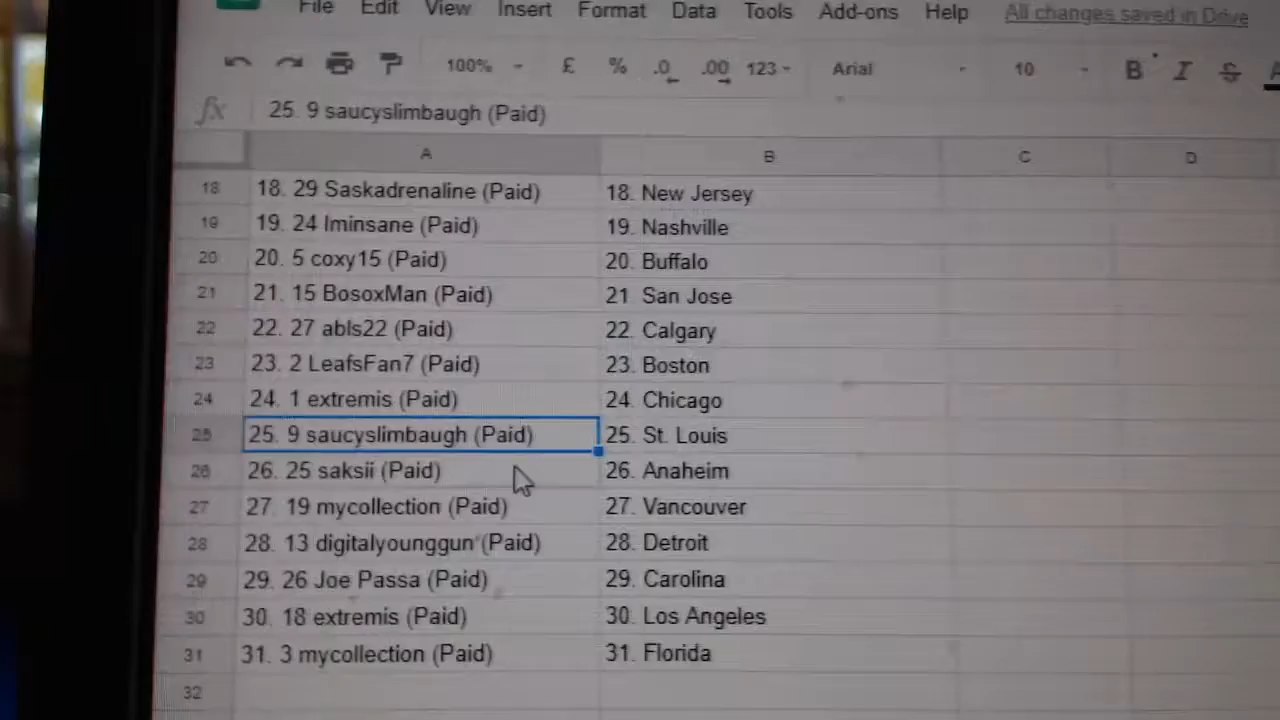 File Edit View Insert Format Data Tools Add-ons Help All changes saved in Drive
100% £ % .0 .00 123 Arial 10 B I S A
fx 25. 9 saucyslimbaugh (Paid)
A B C D
18 18. 29 Saskadrenaline (Paid) 18. New Jersey
19 19. 24 Iminsane (Paid) 19. Nashville
20 20. 5 coxy15 (Paid) 20. Buffalo
21 21. 15 BosoxMan (Paid) 21 San Jose
22 22. 27 abls22 (Paid) 22. Calgary
23 23. 2 LeafsFan7 (Paid) 23. Boston
24 24. 1 extremis (Paid) 24. Chicago
25 25. 9 saucyslimbaugh (Paid) 25. St. Louis
26 26. 25 saksii (Paid) 26. Anaheim
27 27. 19 mycollection (Paid) 27. Vancouver
28 28. 13 digitalyounggun (Paid) 28. Detroit
29 29. 26 Joe Passa (Paid) 29. Carolina
30 30. 18 extremis (Paid) 30. Los Angeles
31 31. 3 mycollection (Paid) 31. Florida
32